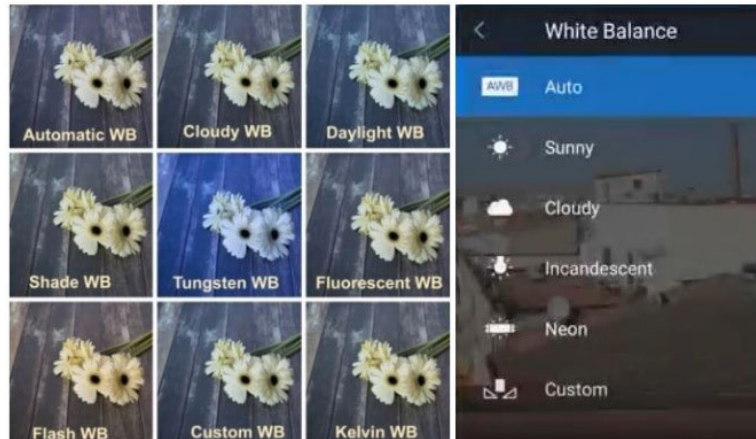 Automatic WB
Cloudy WB
Daylight WB
Shade WB
Tungsten WB
Fluorescent WB
Flash WB
Custom WB
Kelvin WB
White Balance
AWB
Auto
Sunny
Cloudy
Incandescent
Neon
Custom